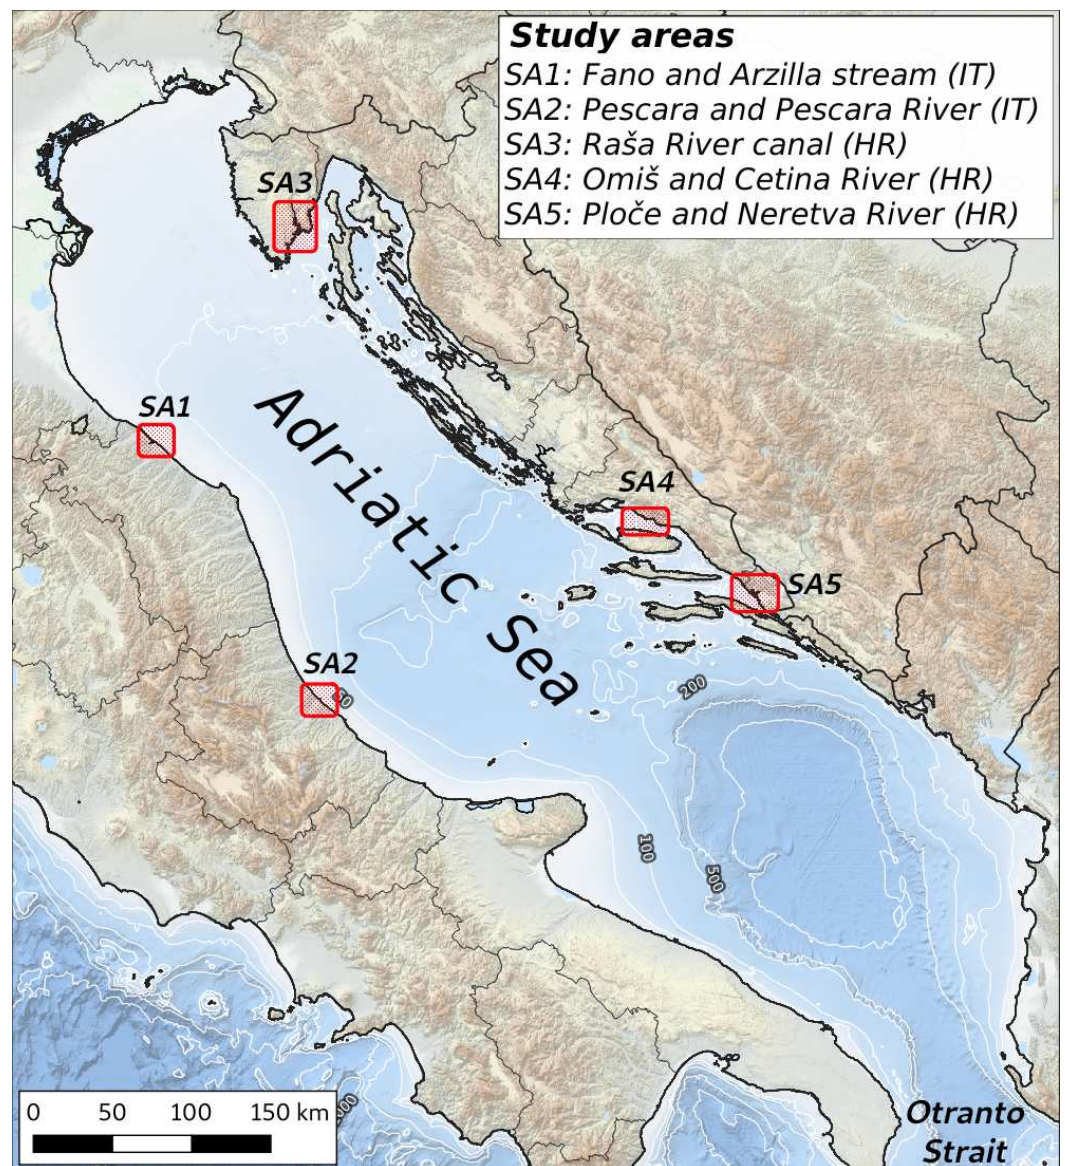 Study areas
SA1: Fano and Arzilla stream (IT)
SA2: Pescara and Pescara River (IT)
SA3: Raša River canal (HR)
SA4: Omiš and Cetina River (HR)
SA5: Ploče and Neretva River (HR)
SA3
SA1
Adriatic Sea
SA4
SA5
SA2
200
100
500
0 50 100 150 km
Otranto
Strait